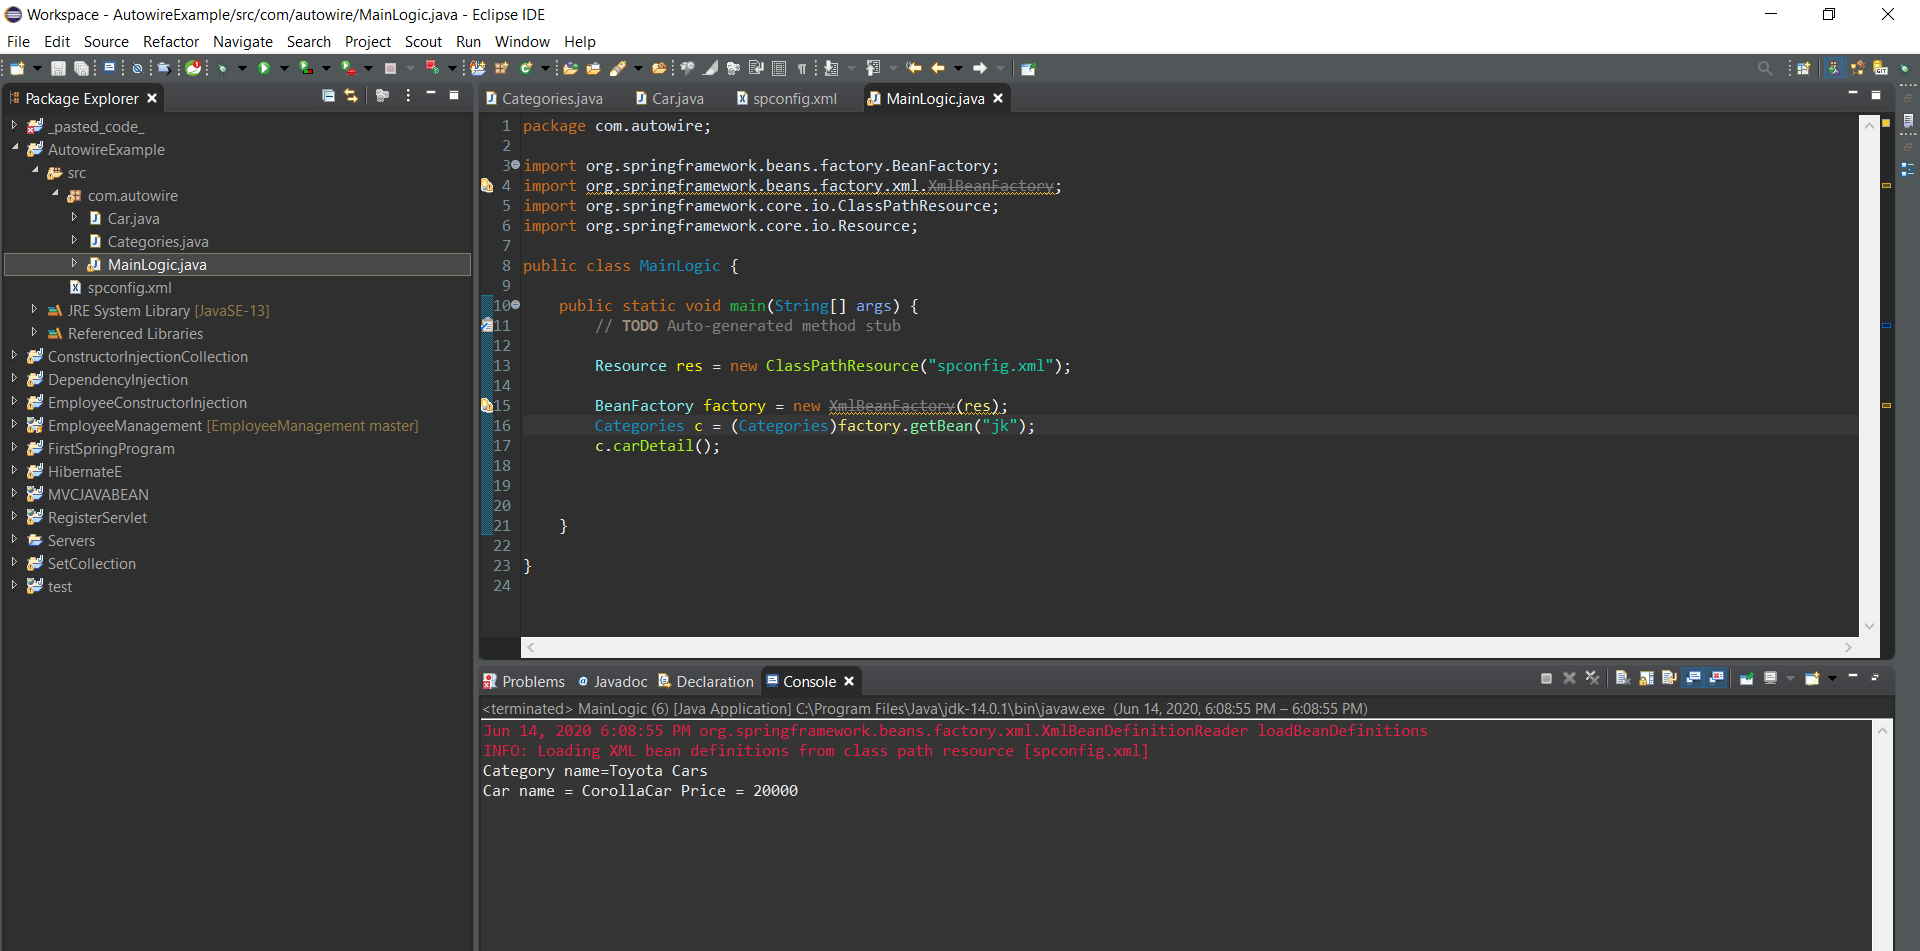 Workspace - AutowireExample/src/com/autowire/MainLogic.java - Eclipse IDE
File Edit Source Refactor Navigate Search Project Scout Run Window Help
Package Explorer
_pasted_code_
AutowireExample
src
com.autowire
Car.java
Categories.java
MainLogic.java
spconfig.xml
JRE System Library [JavaSE-13]
Referenced Libraries
ConstructorInjectionCollection
DependencyInjection
EmployeeConstructorInjection
EmployeeManagement [EmployeeManagement master]
FirstSpringProgram
HibernateE
MVCJAVABEAN
RegisterServlet
Servers
SetCollection
test
Categories.java Car.java spconfig.xml MainLogic.java
1 package com.autowire;
2
3 import org.springframework.beans.factory.BeanFactory;
4 import org.springframework.beans.factory.xml.XmlBeanFactory;
5 import org.springframework.core.io.ClassPathResource;
6 import org.springframework.core.io.Resource;
7
8 public class MainLogic {
9
10 public static void main(String[] args) {
11 // TODO Auto-generated method stub
12
13 Resource res = new ClassPathResource("spconfig.xml");
14
15 BeanFactory factory = new XmlBeanFactory(res);
16 Categories c = (Categories)factory.getBean("jk");
17 c.carDetail();
18
19
20
21 }
22
23 }
24
Problems Javadoc Declaration Console
<terminated> MainLogic (6) [Java Application] C:\Program Files\Java\jdk-14.0.1\bin\javaw.exe (Jun 14, 2020, 6:08:55 PM – 6:08:55 PM)
Jun 14, 2020 6:08:55 PM org.springframework.beans.factory.xml.XmlBeanDefinitionReader loadBeanDefinitions
INFO: Loading XML bean definitions from class path resource [spconfig.xml]
Category name=Toyota Cars
Car name = CorollaCar Price = 20000